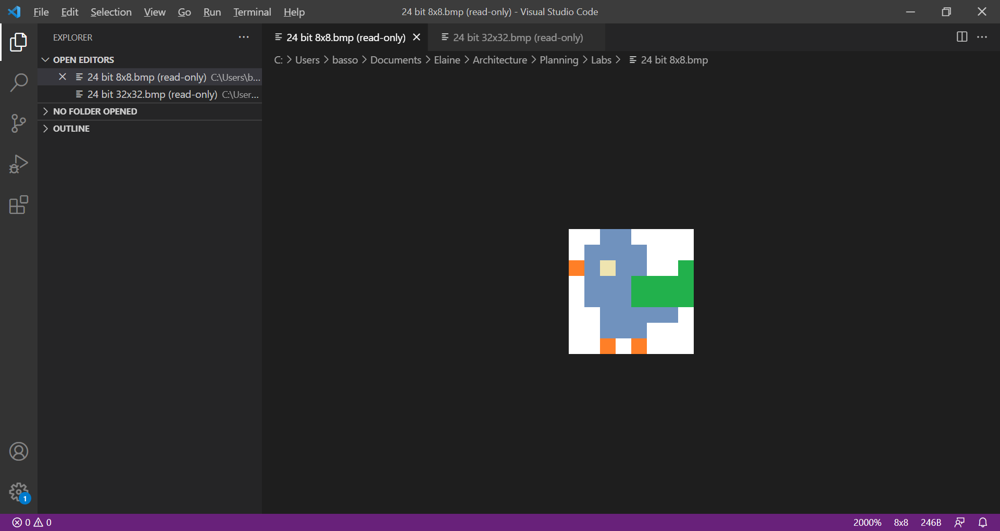 File Edit Selection View Go Run Terminal Help 24 bit 8x8.bmp (read-only) - Visual Studio Code
EXPLORER
OPEN EDITORS
24 bit 8x8.bmp (read-only) C:\Users\b...
24 bit 32x32.bmp (read-only) C:\User...
NO FOLDER OPENED
OUTLINE
24 bit 8x8.bmp (read-only) 24 bit 32x32.bmp (read-only)
C: > Users > basso > Documents > Elaine > Architecture > Planning > Labs > 24 bit 8x8.bmp
1
0 0 2000% 8x8 246B